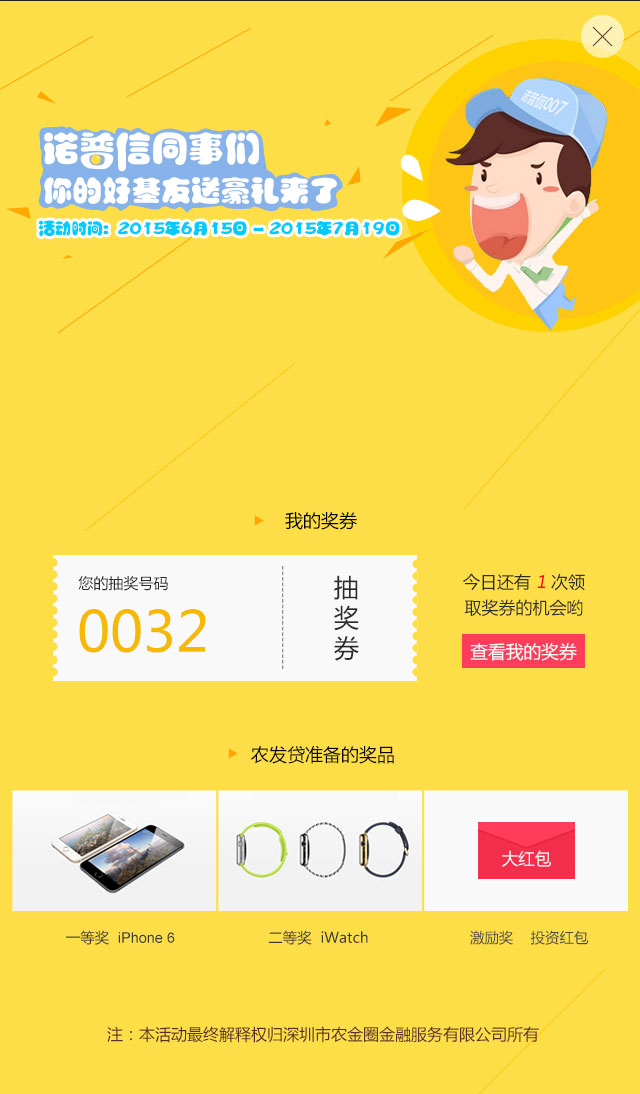 诺普信007
诺普信同事们
你的好基友送豪礼来了
活动时间：2015年6月15日 - 2015年7月19日
我的奖券
您的抽奖号码
0032
抽奖券
今日还有 1 次领
取奖券的机会哟
查看我的奖券
农发贷准备的奖品
大红包
一等奖 iPhone 6
二等奖 iWatch
激励奖 投资红包
注：本活动最终解释权归深圳市农金圈金融服务有限公司所有